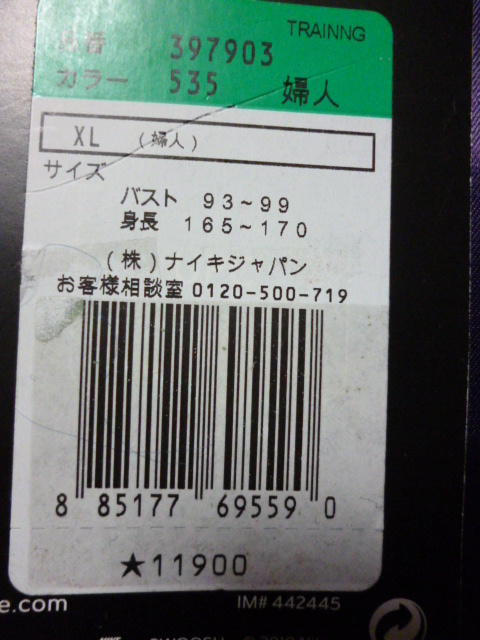 TRAINNG
品番 397903
カラー 535 婦人
XL (婦人)
サイズ
バスト 93~99
身長 165~170
(株)ナイキジャパン
お客様相談室 0120-500-719
8 85177 69559 0
★11900
e.com
IM# 442445